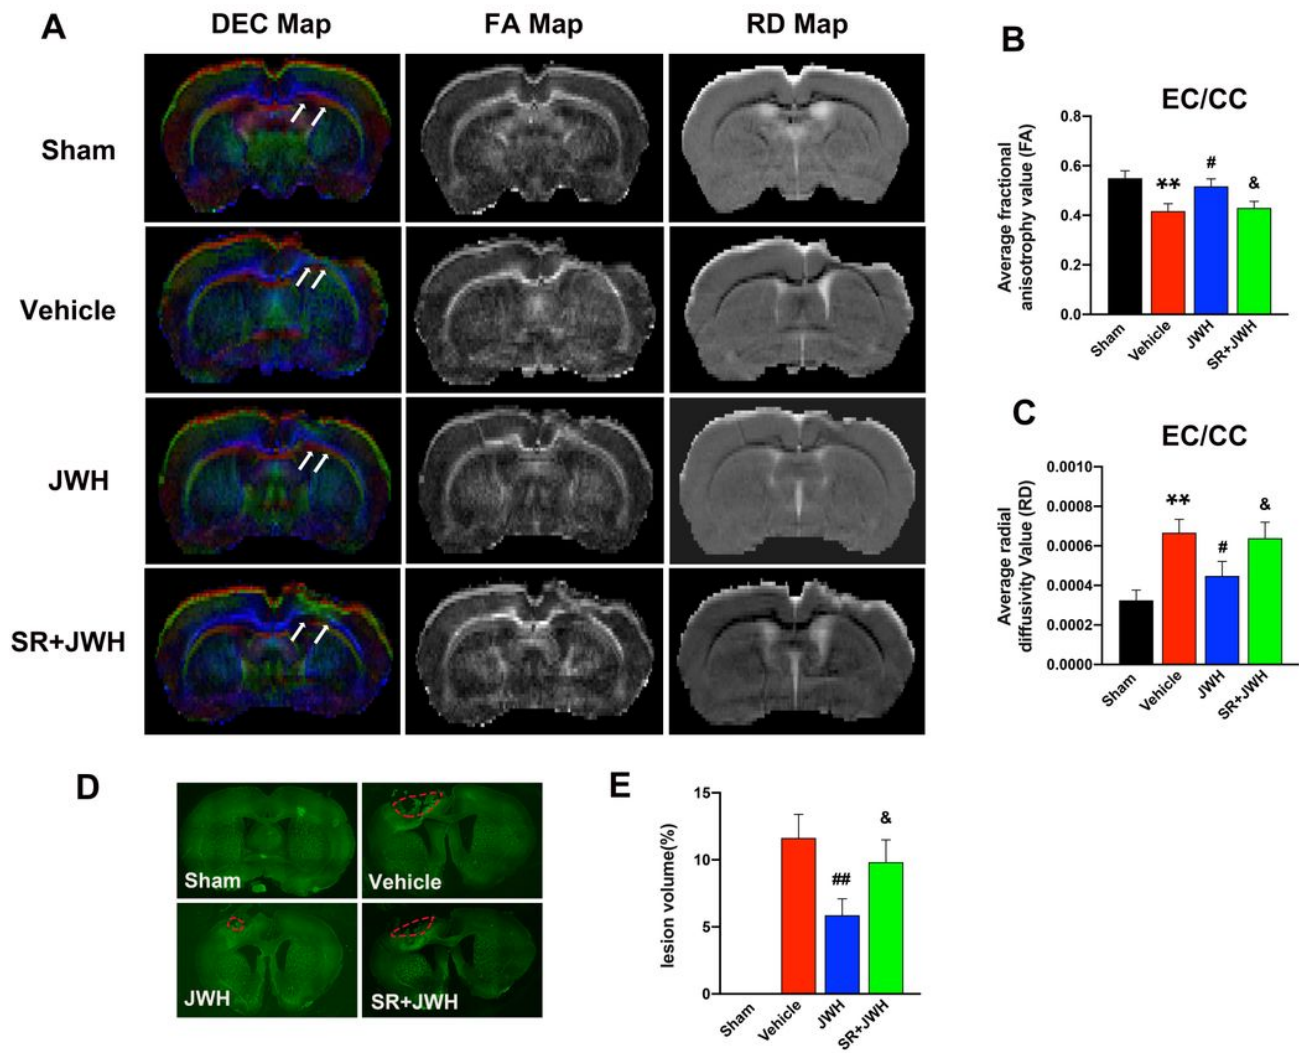 A
DEC Map
FA Map
RD Map
Sham
Vehicle
JWH
SR+JWH
B
EC/CC
Average fractional
anisotrophy value (FA)
0.8
0.6
0.4
0.2
0.0
**
#
&
Sham
Vehicle
JWH
SR+JWH
C
EC/CC
Average radial
diffusivity Value (RD)
0.0010
0.0008
0.0006
0.0004
0.0002
0.0000
**
#
&
Sham
Vehicle
JWH
SR+JWH
D
Sham
Vehicle
JWH
SR+JWH
E
lesion volume(%)
15
10
5
0
##
&
Sham
Vehicle
JWH
SR+JWH